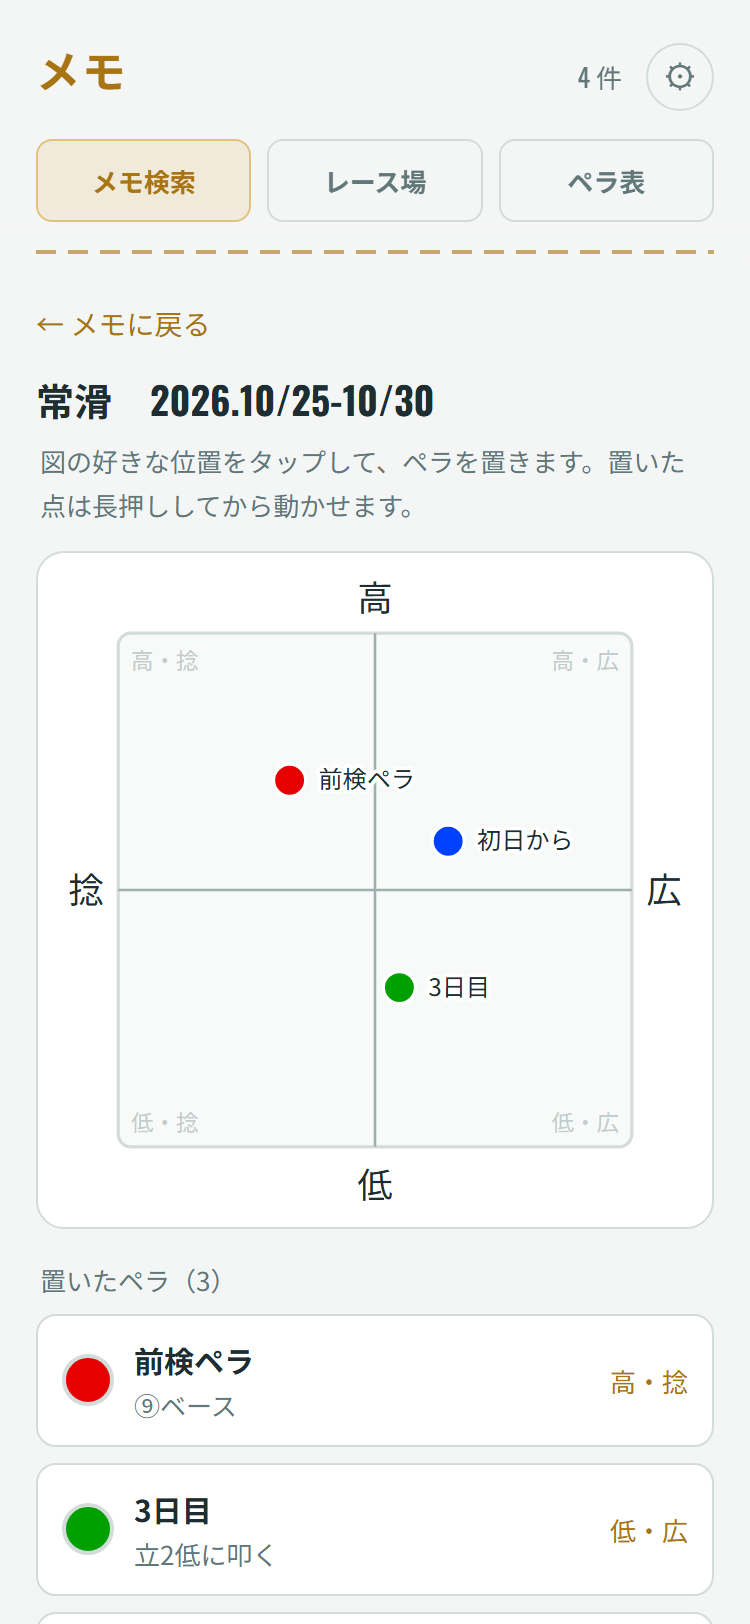 メモ
4 件
メモ検索
レース場
ペラ表
← メモに戻る
常滑　2026.10/25-10/30
図の好きな位置をタップして、ペラを置きます。置いた
点は長押ししてから動かせます。
高
高・捻
高・広
前検ペラ
初日から
捻
広
3日目
低・捻
低・広
低
置いたペラ（3）
前検ペラ
⑨ベース
高・捻
3日目
立2低に叩く
低・広